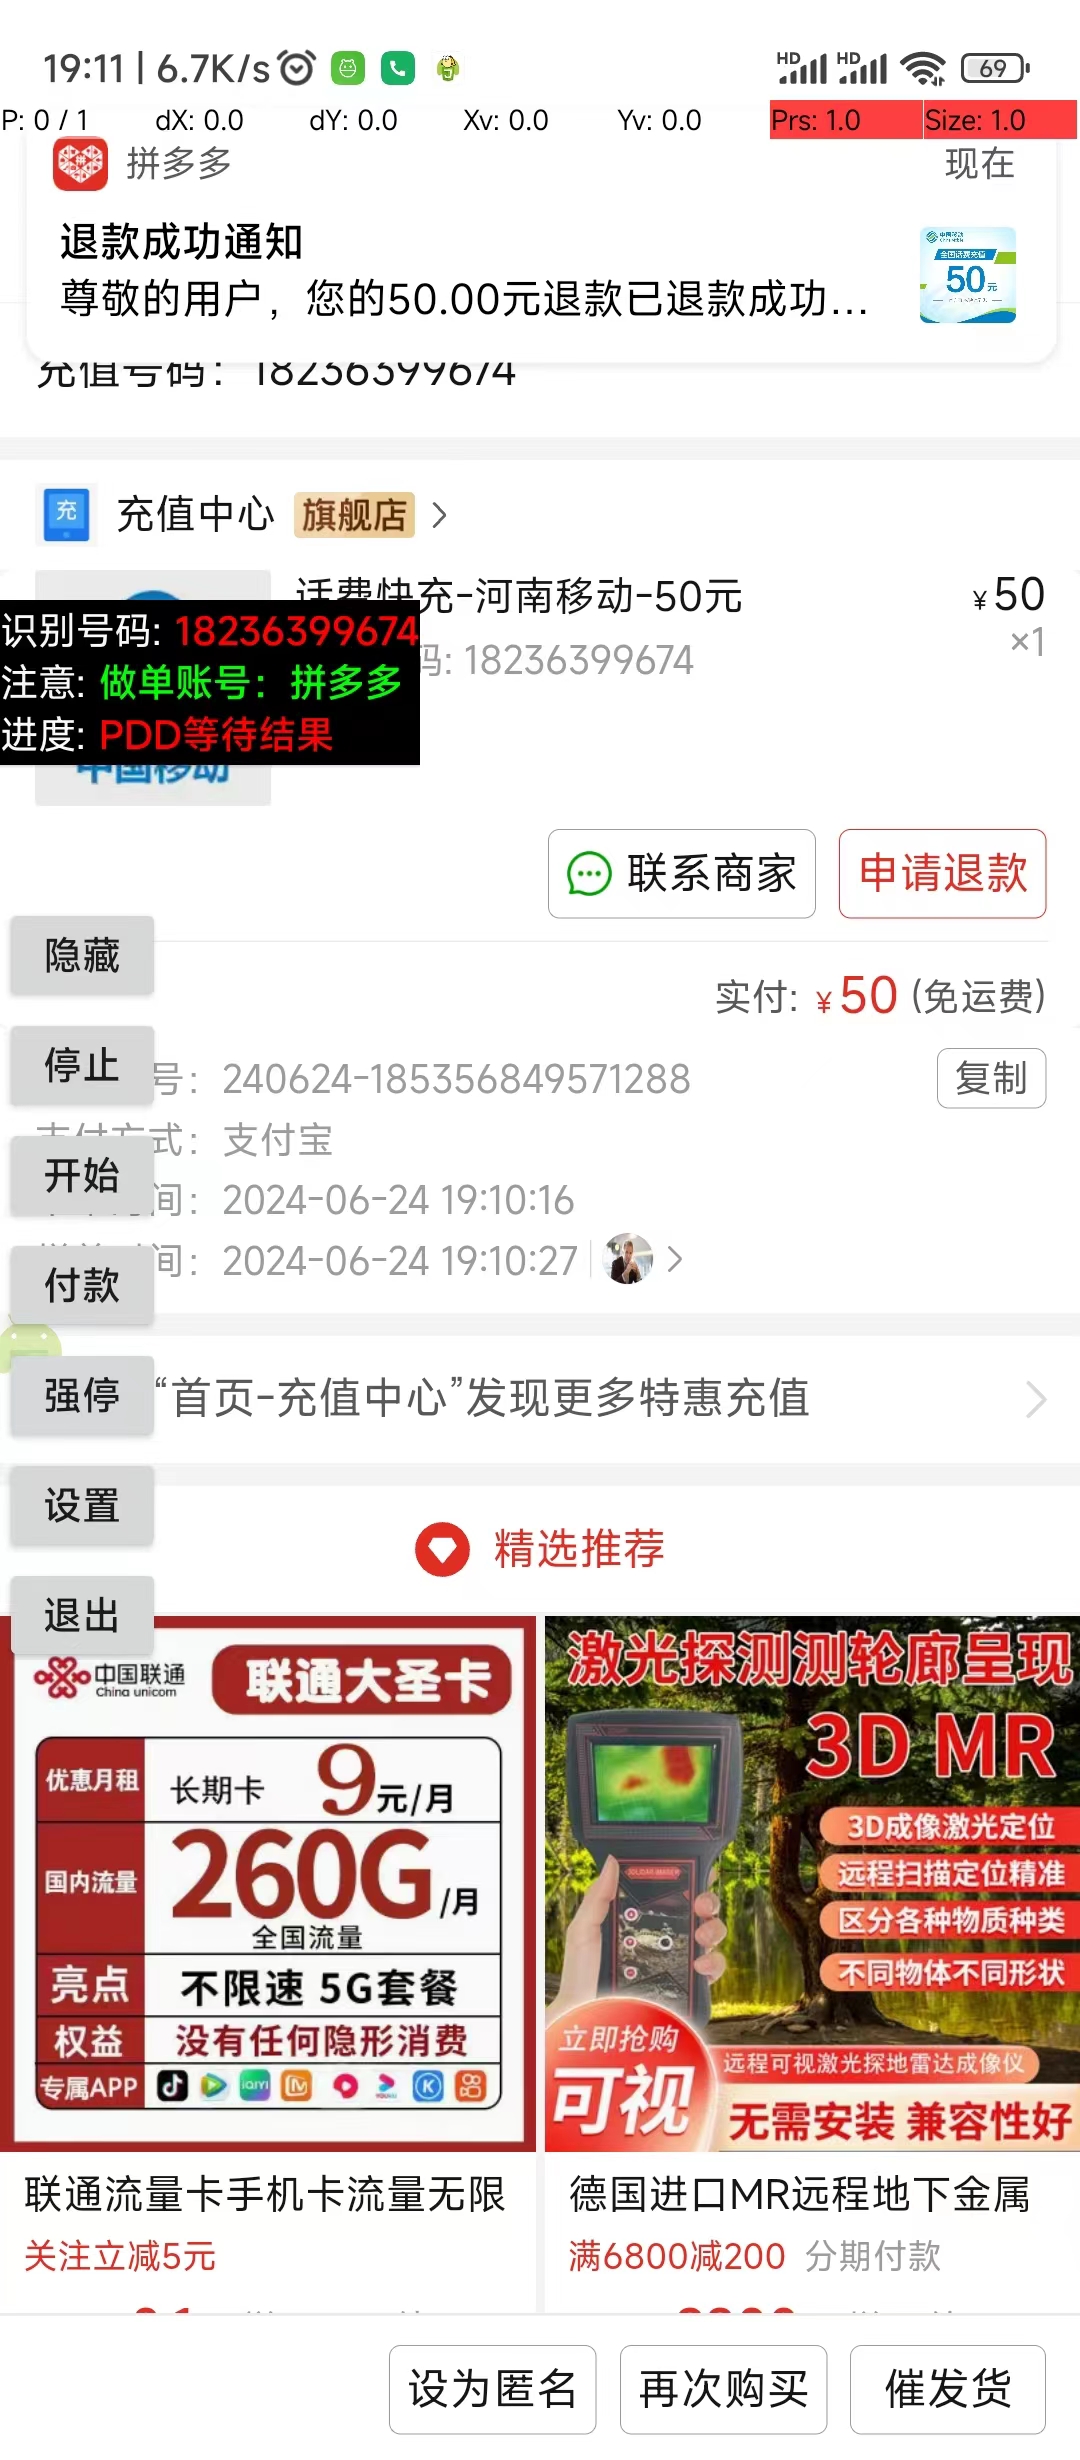 19:11 | 6.7K/s
HD HD 69
P: 0 / 1 dX: 0.0 dY: 0.0 Xv: 0.0 Yv: 0.0 Prs: 1.0 Size: 1.0
拼多多 现在
退款成功通知
尊敬的用户，您的50.00元退款已退款成功...
中国移动
全国话费充值
50元
充值号码：18236399674
充 充值中心 旗舰店
话费快充-河南移动-50元 ¥50
码: 18236399674 ×1
识别号码: 18236399674
注意: 做单账号：拼多多
进度: PDD等待结果
中国移动
联系商家 申请退款
隐藏
实付: ¥50 (免运费)
停止 号: 240624-185356849571288 复制
支付方式: 支付宝
开始 间: 2024-06-24 19:10:16
间: 2024-06-24 19:10:27
付款
强停 “首页-充值中心”发现更多特惠充值
设置
精选推荐
退出
中国联通
China unicom
联通大圣卡
优惠月租 长期卡 9元/月
国内流量 260G/月
全国流量
亮点 不限速 5G套餐
权益 没有任何隐形消费
专属APP
激光探测测轮廊呈现
3D MR
3D成像激光定位
远程扫描定位精准
区分各种物质种类
不同物体不同形状
立即抢购
可视
远程可视激光探地雷达成像仪
无需安装 兼容性好
联通流量卡手机卡流量无限
关注立减5元
德国进口MR远程地下金属
满6800减200 分期付款
设为匿名 再次购买 催发货